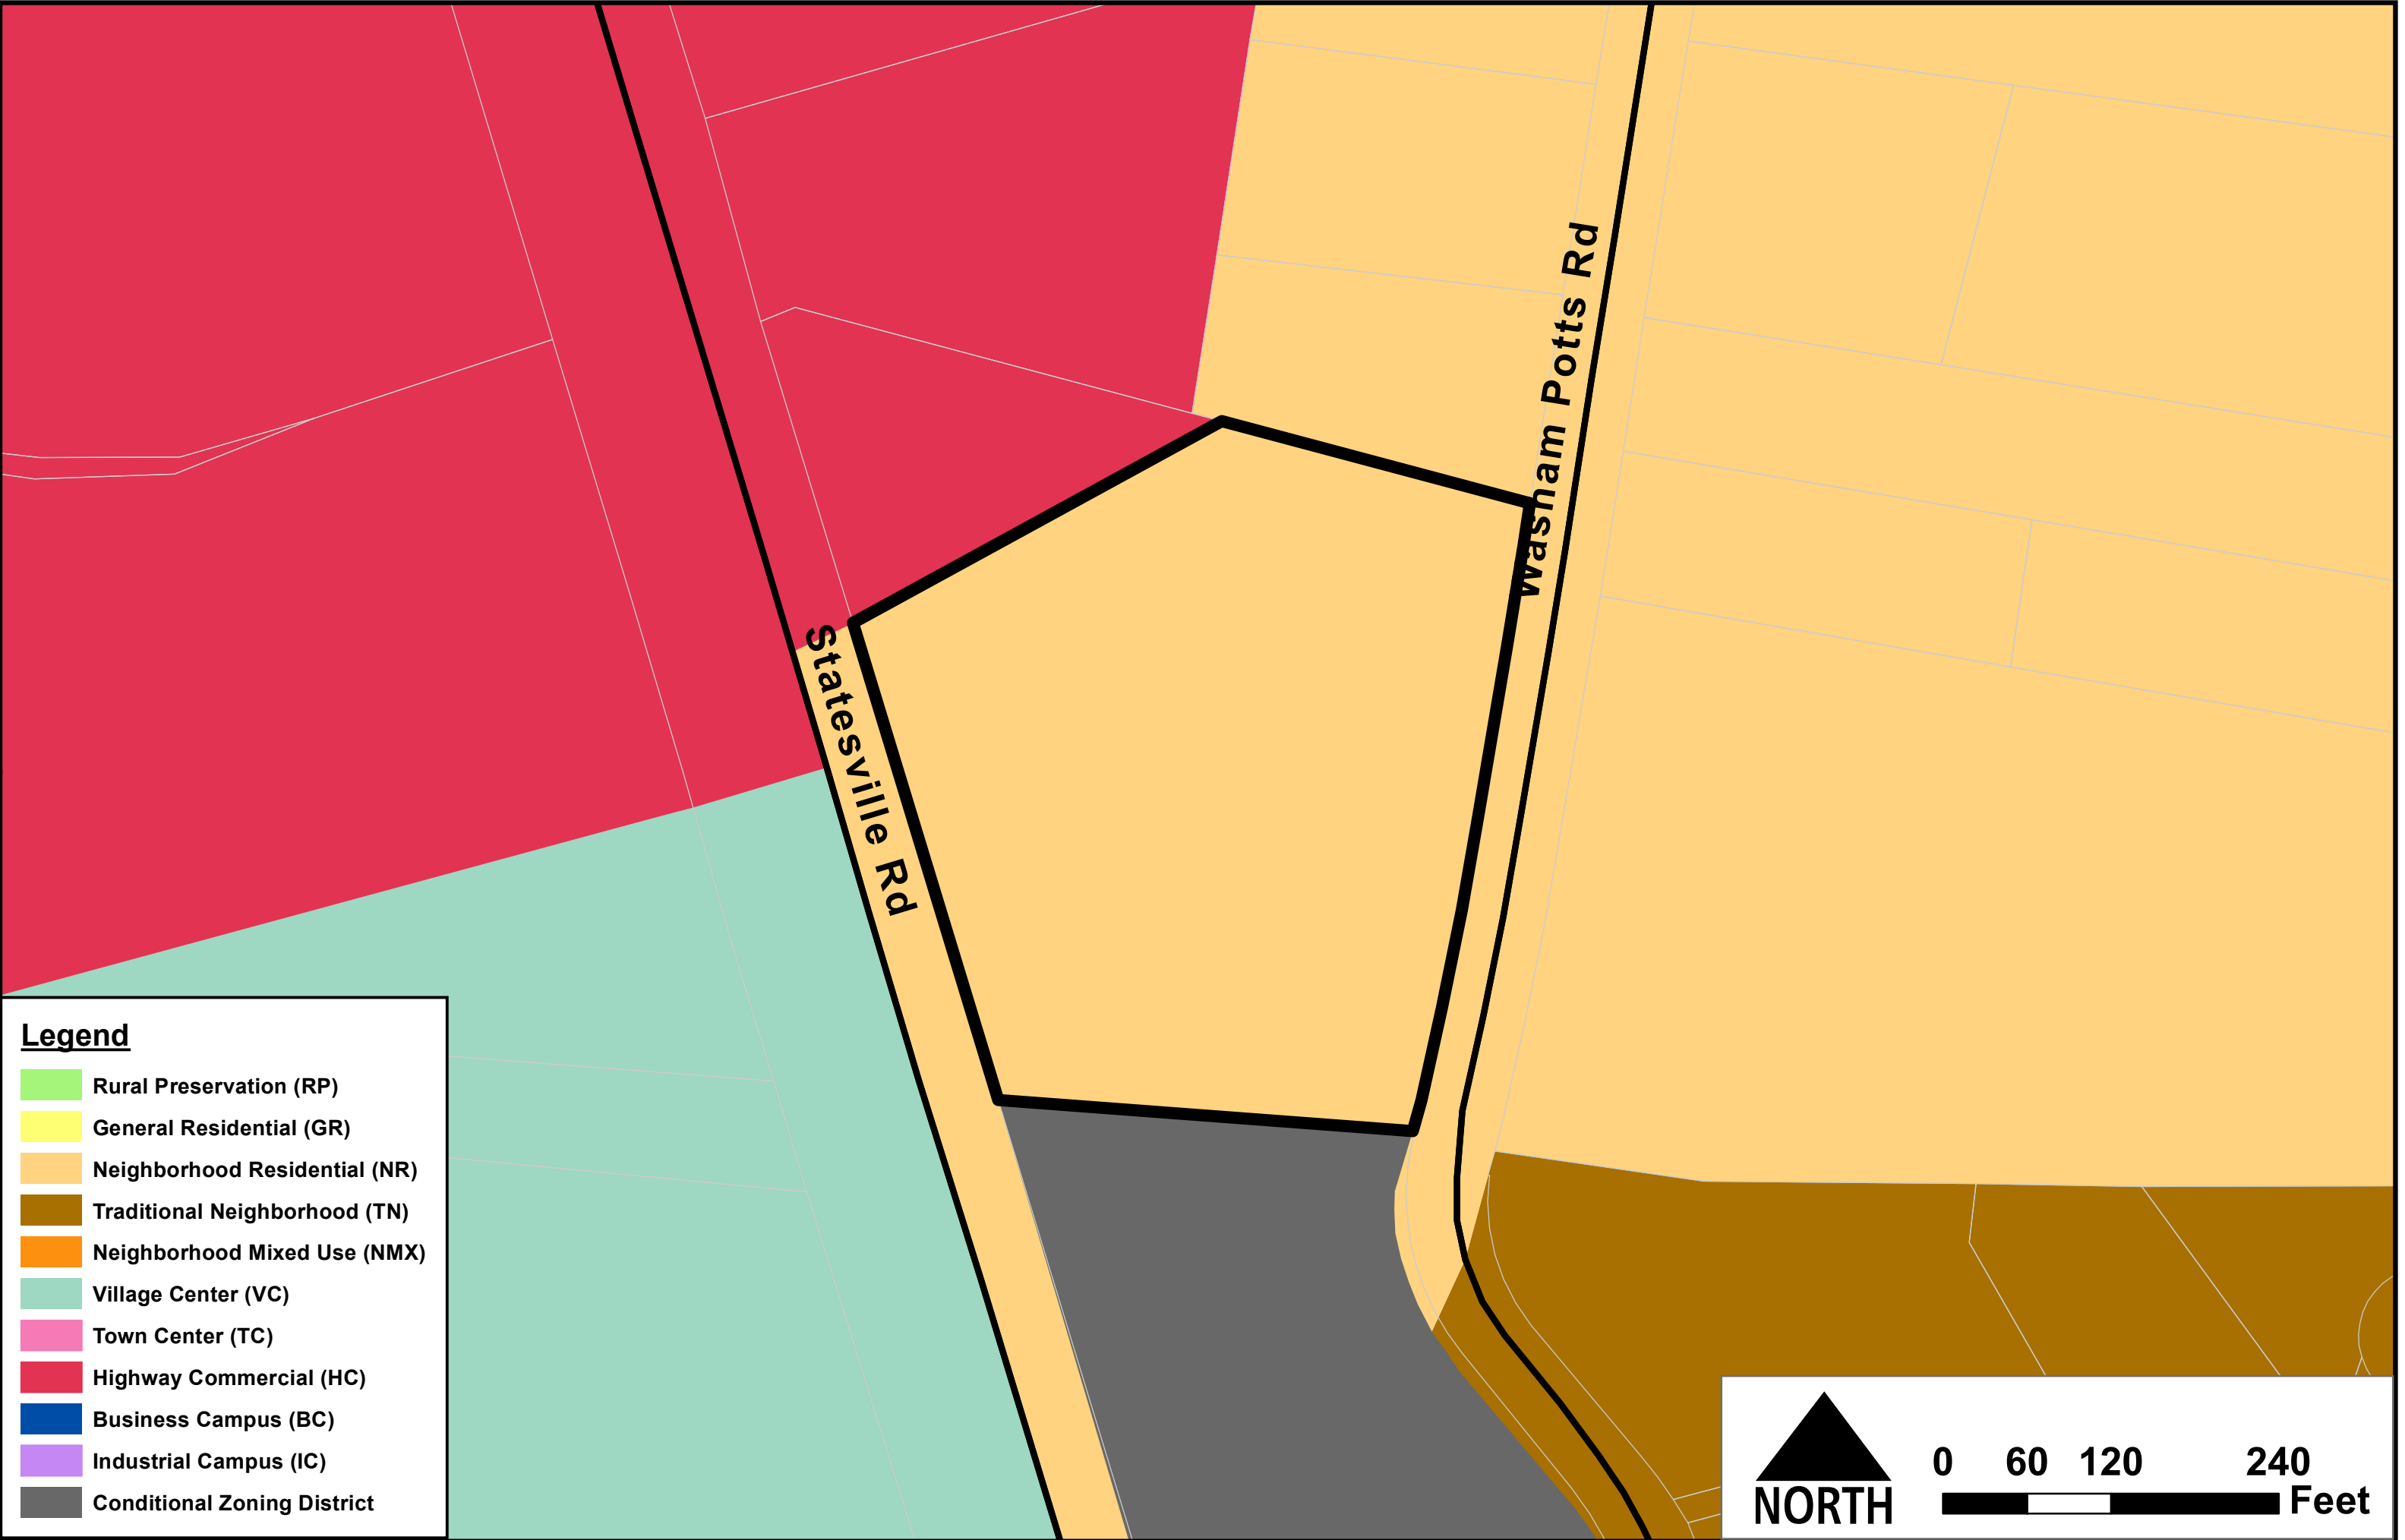 Washam Potts Rd
Statesville Rd
Legend
Rural Preservation (RP)
General Residential (GR)
Neighborhood Residential (NR)
Traditional Neighborhood (TN)
Neighborhood Mixed Use (NMX)
Village Center (VC)
Town Center (TC)
Highway Commercial (HC)
Business Campus (BC)
Industrial Campus (IC)
Conditional Zoning District
NORTH
0 60 120 240
Feet